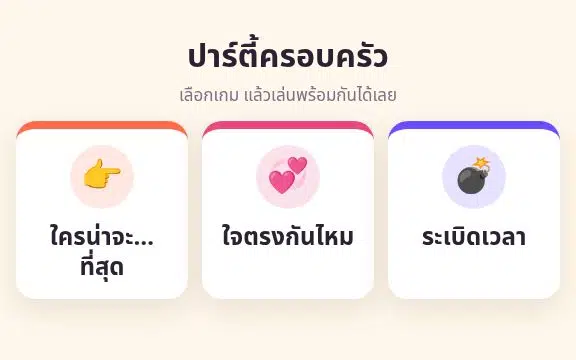 ปาร์ตี้ครอบครัว
เลือกเกม แล้วเล่นพร้อมกันได้เลย
ใครน่าจะ...
ที่สุด
ใจตรงกันไหม
ระเบิดเวลา